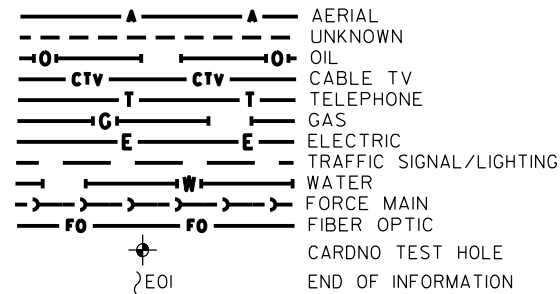 A A AERIAL
UNKNOWN
O O OIL
CTV CTV CABLE TV
T T TELEPHONE
G GAS
E E ELECTRIC
TRAFFIC SIGNAL/LIGHTING
W WATER
FORCE MAIN
FO FO FIBER OPTIC
CARDNO TEST HOLE
EOI END OF INFORMATION